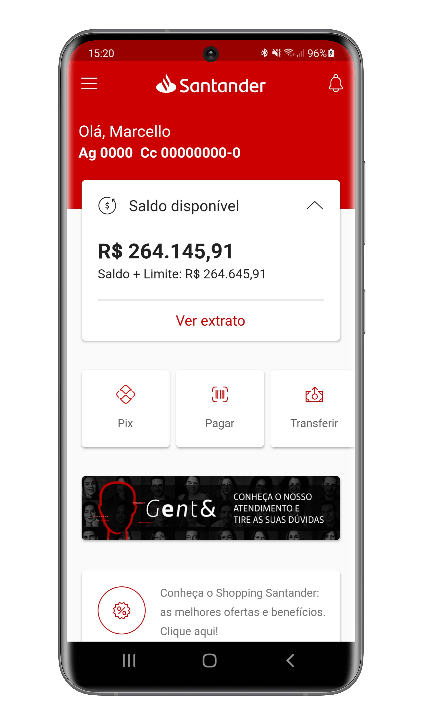 15:20
96%
Santander
Olá, Marcello
Ag 0000 Cc 00000000-0
Saldo disponível
R$ 264.145,91
Saldo + Limite: R$ 264.645,91
Ver extrato
Pix
Pagar
Transferir
Gent&
CONHEÇA O NOSSO
ATENDIMENTO E
TIRE AS SUAS DÚVIDAS
Conheça o Shopping Santander:
as melhores ofertas e benefícios.
Clique aqui!